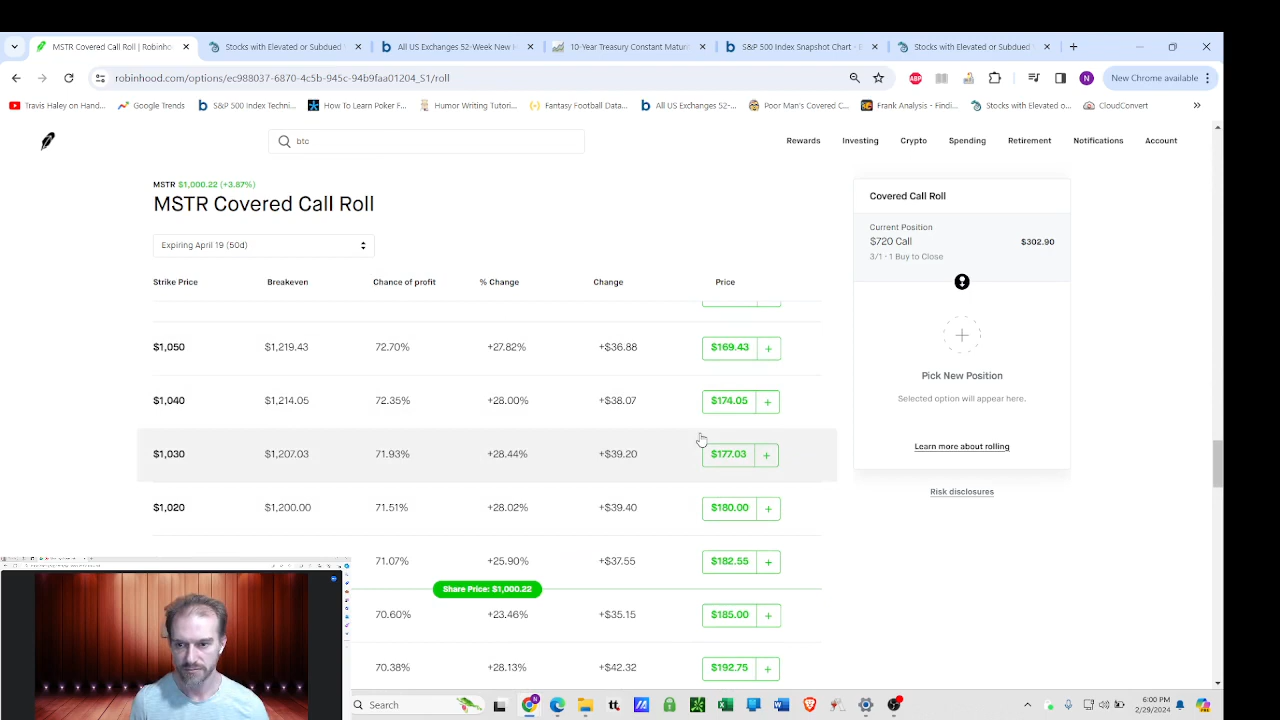 MSTR Covered Call Roll | Robinho
Stocks with Elevated or Subdued
All US Exchanges 52-Week New H
10-Year Treasury Constant Matur
S&P 500 Index Snapshot Chart - B
Stocks with Elevated or Subdued
robinhood.com/options/ec988037-6870-4c5b-945c-94b9faa01204_S1/roll
ABP
N
New Chrome available
Travis Haley on Hand...
Google Trends
S&P 500 Index Techni...
How To Learn Poker F...
Humor Writing Tutori...
Fantasy Football Data...
All US Exchanges 52-...
Poor Man's Covered C...
Frank Analysis - Findi...
Stocks with Elevated o...
CloudConvert
btc
Rewards Investing Crypto Spending Retirement Notifications Account
MSTR $1,000.22 (+3.87%)
MSTR Covered Call Roll
Expiring April 19 (50d)
Strike Price Breakeven Chance of profit % Change Change Price
$1,050 $1,219.43 72.70% +27.82% +$36.88 $169.43 +
$1,040 $1,214.05 72.35% +28.00% +$38.07 $174.05 +
$1,030 $1,207.03 71.93% +28.44% +$39.20 $177.03 +
$1,020 $1,200.00 71.51% +28.02% +$39.40 $180.00 +
71.07% +25.90% +$37.55 $182.55 +
Share Price: $1,000.22
70.60% +23.46% +$35.15 $185.00 +
70.38% +28.13% +$42.32 $192.75 +
Covered Call Roll
Current Position
$720 Call $302.90
3/1 · 1 Buy to Close
Pick New Position
Selected option will appear here.
Learn more about rolling
Risk disclosures
Search
6:00 PM
2/29/2024